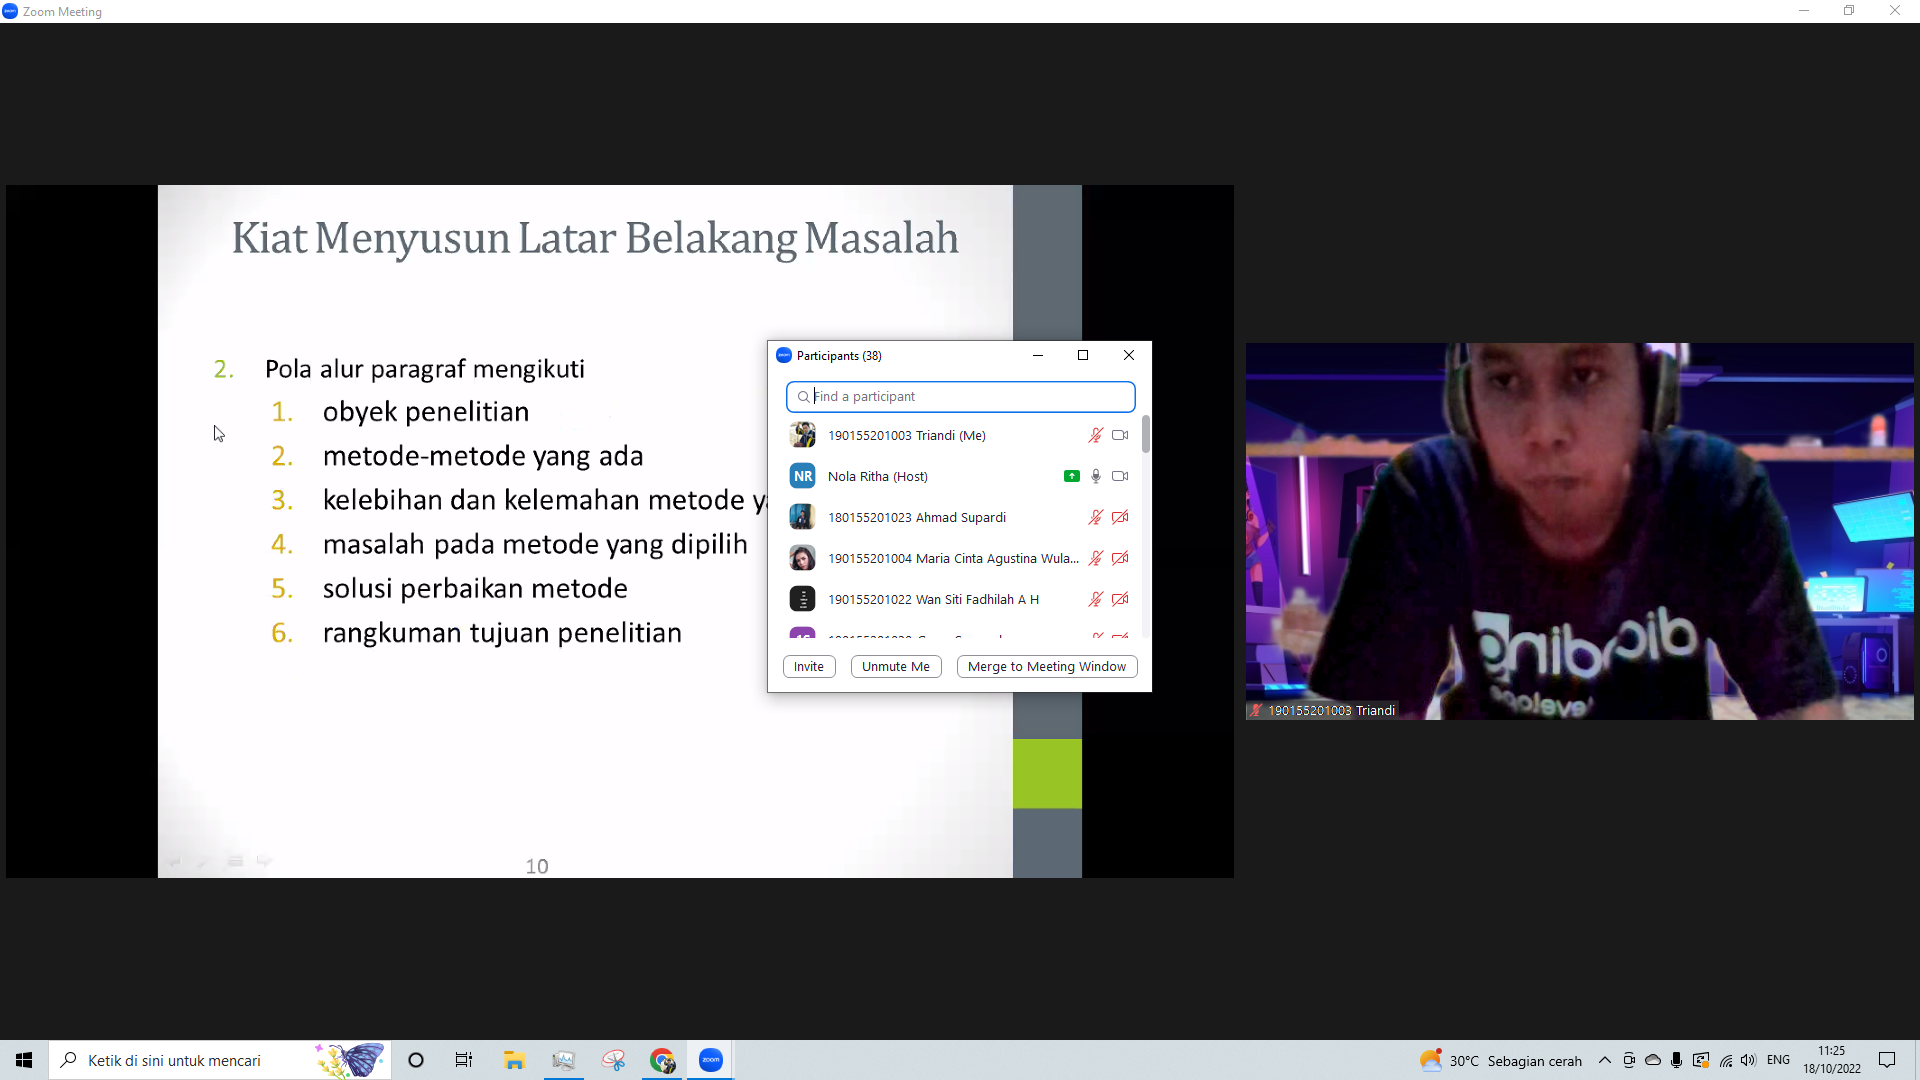 Zoom Meeting
Kiat Menyusun Latar Belakang Masalah
2. Pola alur paragraf mengikuti
1. obyek penelitian
2. metode-metode yang ada
3. kelebihan dan kelemahan metode
4. masalah pada metode yang dipilih
5. solusi perbaikan metode
6. rangkuman tujuan penelitian
10
Participants (38)
Find a participant
190155201003 Triandi (Me)
NR Nola Ritha (Host)
180155201023 Ahmad Supardi
190155201004 Maria Cinta Agustina Wula...
190155201022 Wan Siti Fadhilah A H
Invite Unmute Me Merge to Meeting Window
dicoding
190155201003 Triandi
Ketik di sini untuk mencari
zoom
30°C Sebagian cerah
ENG
11:25
18/10/2022